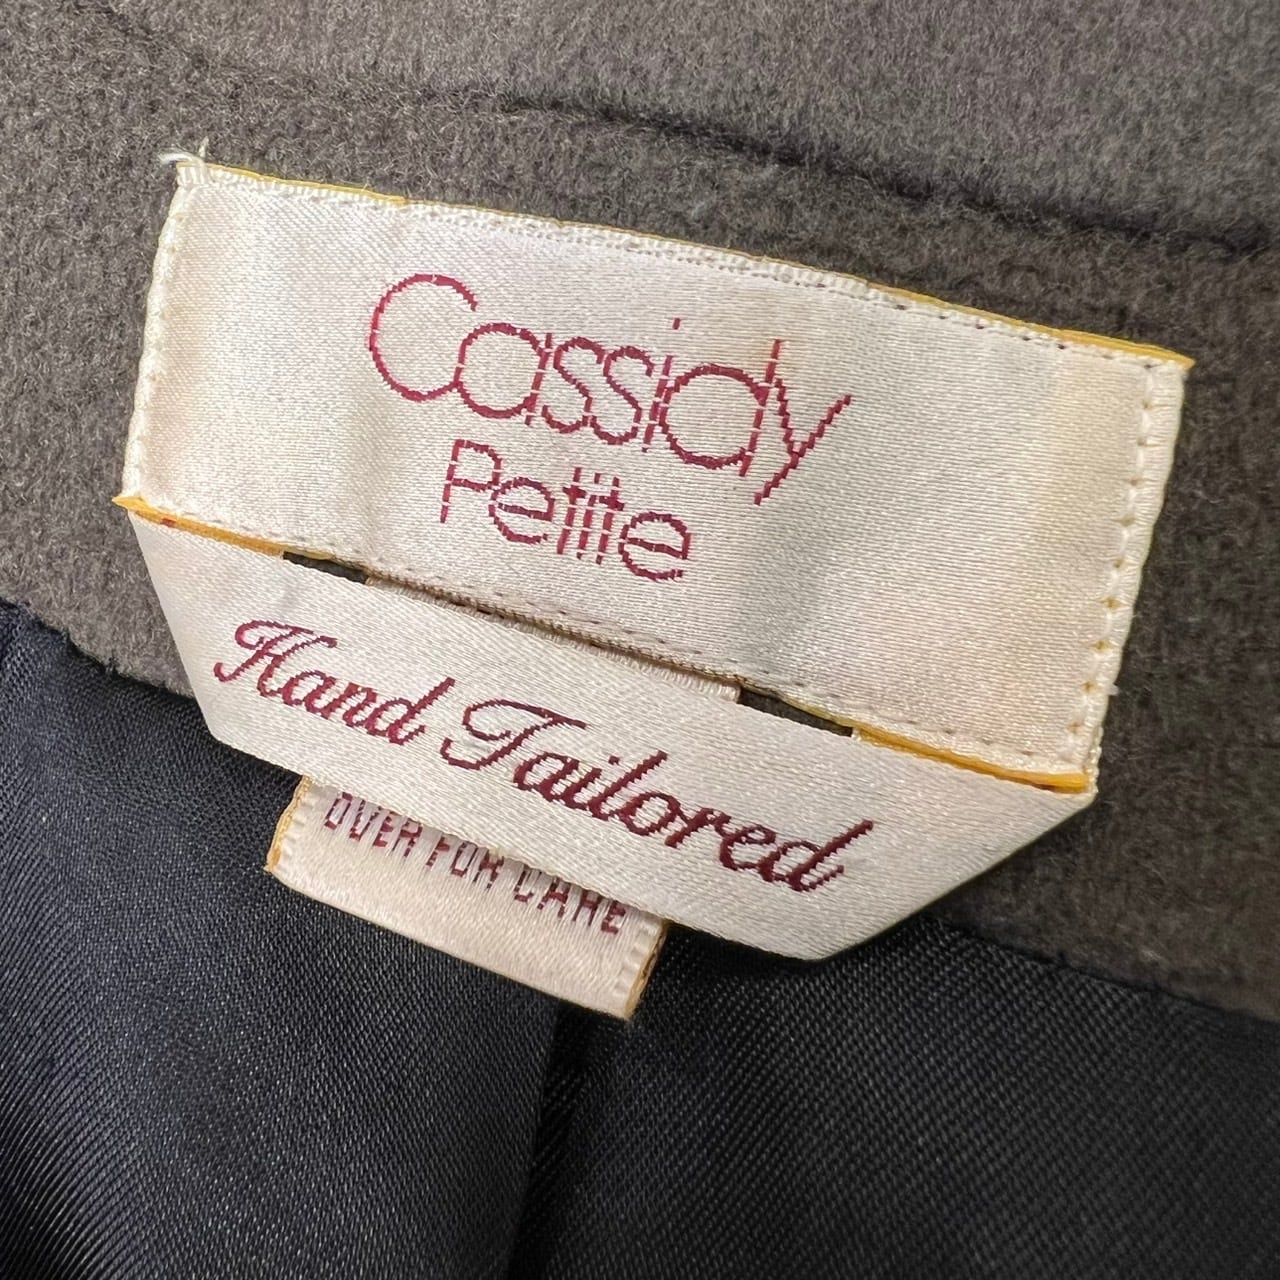 Cassidy
Petite
Hand Tailored
OVER FOR CARE